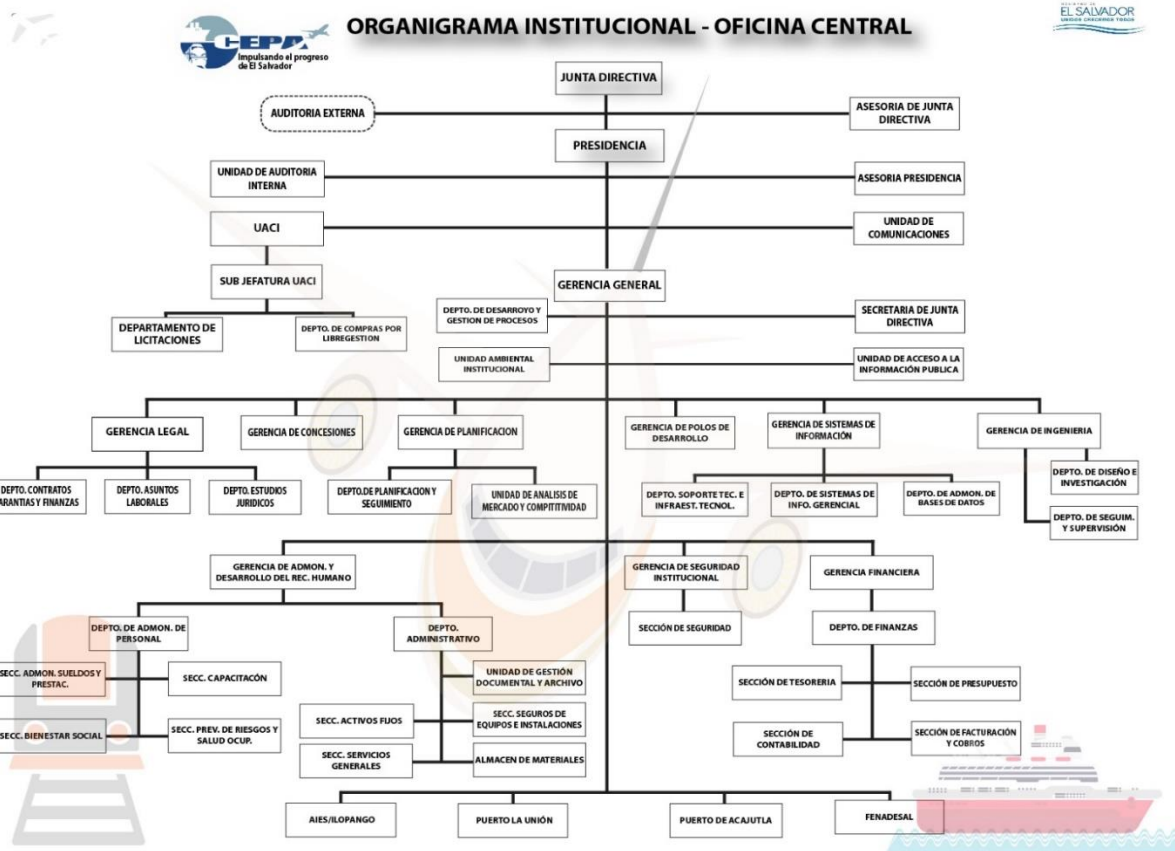 ORGANIGRAMA INSTITUCIONAL - OFICINA CENTRAL
CEPA
Impulsando el progreso
de El Salvador
EL SALVADOR
UNIDOS CRECEMOS TODOS
JUNTA DIRECTIVA
AUDITORIA EXTERNA
ASESORIA DE JUNTA
DIRECTIVA
PRESIDENCIA
UNIDAD DE AUDITORIA
INTERNA
ASESORIA PRESIDENCIA
UACI
UNIDAD DE
COMUNICACIONES
SUB JEFATURA UACI
GERENCIA GENERAL
DEPARTAMENTO DE
LICITACIONES
DEPTO. DE COMPRAS POR
LIBREGESTION
DEPTO. DE DESARROYO Y
GESTION DE PROCESOS
SECRETARIA DE JUNTA
DIRECTIVA
UNIDAD AMBIENTAL
INSTITUCIONAL
UNIDAD DE ACCESO A LA
INFORMACIÓN PUBLICA
GERENCIA LEGAL
GERENCIA DE CONCESIONES
GERENCIA DE PLANIFICACION
GERENCIA DE POLOS DE
DESARROLLO
GERENCIA DE SISTEMAS DE
INFORMACIÓN
GERENCIA DE INGENIERIA
DEPTO. CONTRATOS
ARANTIAS Y FINANZAS
DEPTO. ASUNTOS
LABORALES
DEPTO. ESTUDIOS
JURIDICOS
DEPTO.DE PLANIFICACION Y
SEGUIMIENTO
UNIDAD DE ANALISIS DE
MERCADO Y COMPTITIVIDAD
DEPTO. SOPORTE TEC. E
INFRAEST. TECNOL.
DEPTO. DE SISTEMAS DE
INFO. GERENCIAL
DEPTO. DE ADMON. DE
BASES DE DATOS
DEPTO. DE DISEÑO E
INVESTIGACIÓN
DEPTO. DE SEGUIM.
Y SUPERVISIÓN
GERENCIA DE ADMON. Y
DESARROLLO DEL REC. HUMANO
GERENCIA DE SEGURIDAD
INSTITUCIONAL
GERENCIA FINANCIERA
DEPTO. DE ADMON. DE
PERSONAL
DEPTO.
ADMINISTRATIVO
SECCIÓN DE SEGURIDAD
DEPTO. DE FINANZAS
SECC. ADMON. SUELDOS Y
PRESTAC.
SECC. CAPACITACÓN
UNIDAD DE GESTIÓN
DOCUMENTAL Y ARCHIVO
SECCIÓN DE TESORERIA
SECCIÓN DE PRESUPUESTO
SECC. BIENESTAR SOCIAL
SECC. PREV. DE RIESGOS Y
SALUD OCUP.
SECC. ACTIVOS FIJOS
SECC. SEGUROS DE
EQUIPOS E INSTALACIONES
SECC. SERVICIOS
GENERALES
ALMACEN DE MATERIALES
SECCIÓN DE
CONTABILIDAD
SECCIÓN DE FACTURACIÓN
Y COBROS
AIES/ILOPANGO
PUERTO LA UNIÓN
PUERTO DE ACAJUTLA
FENADESAL